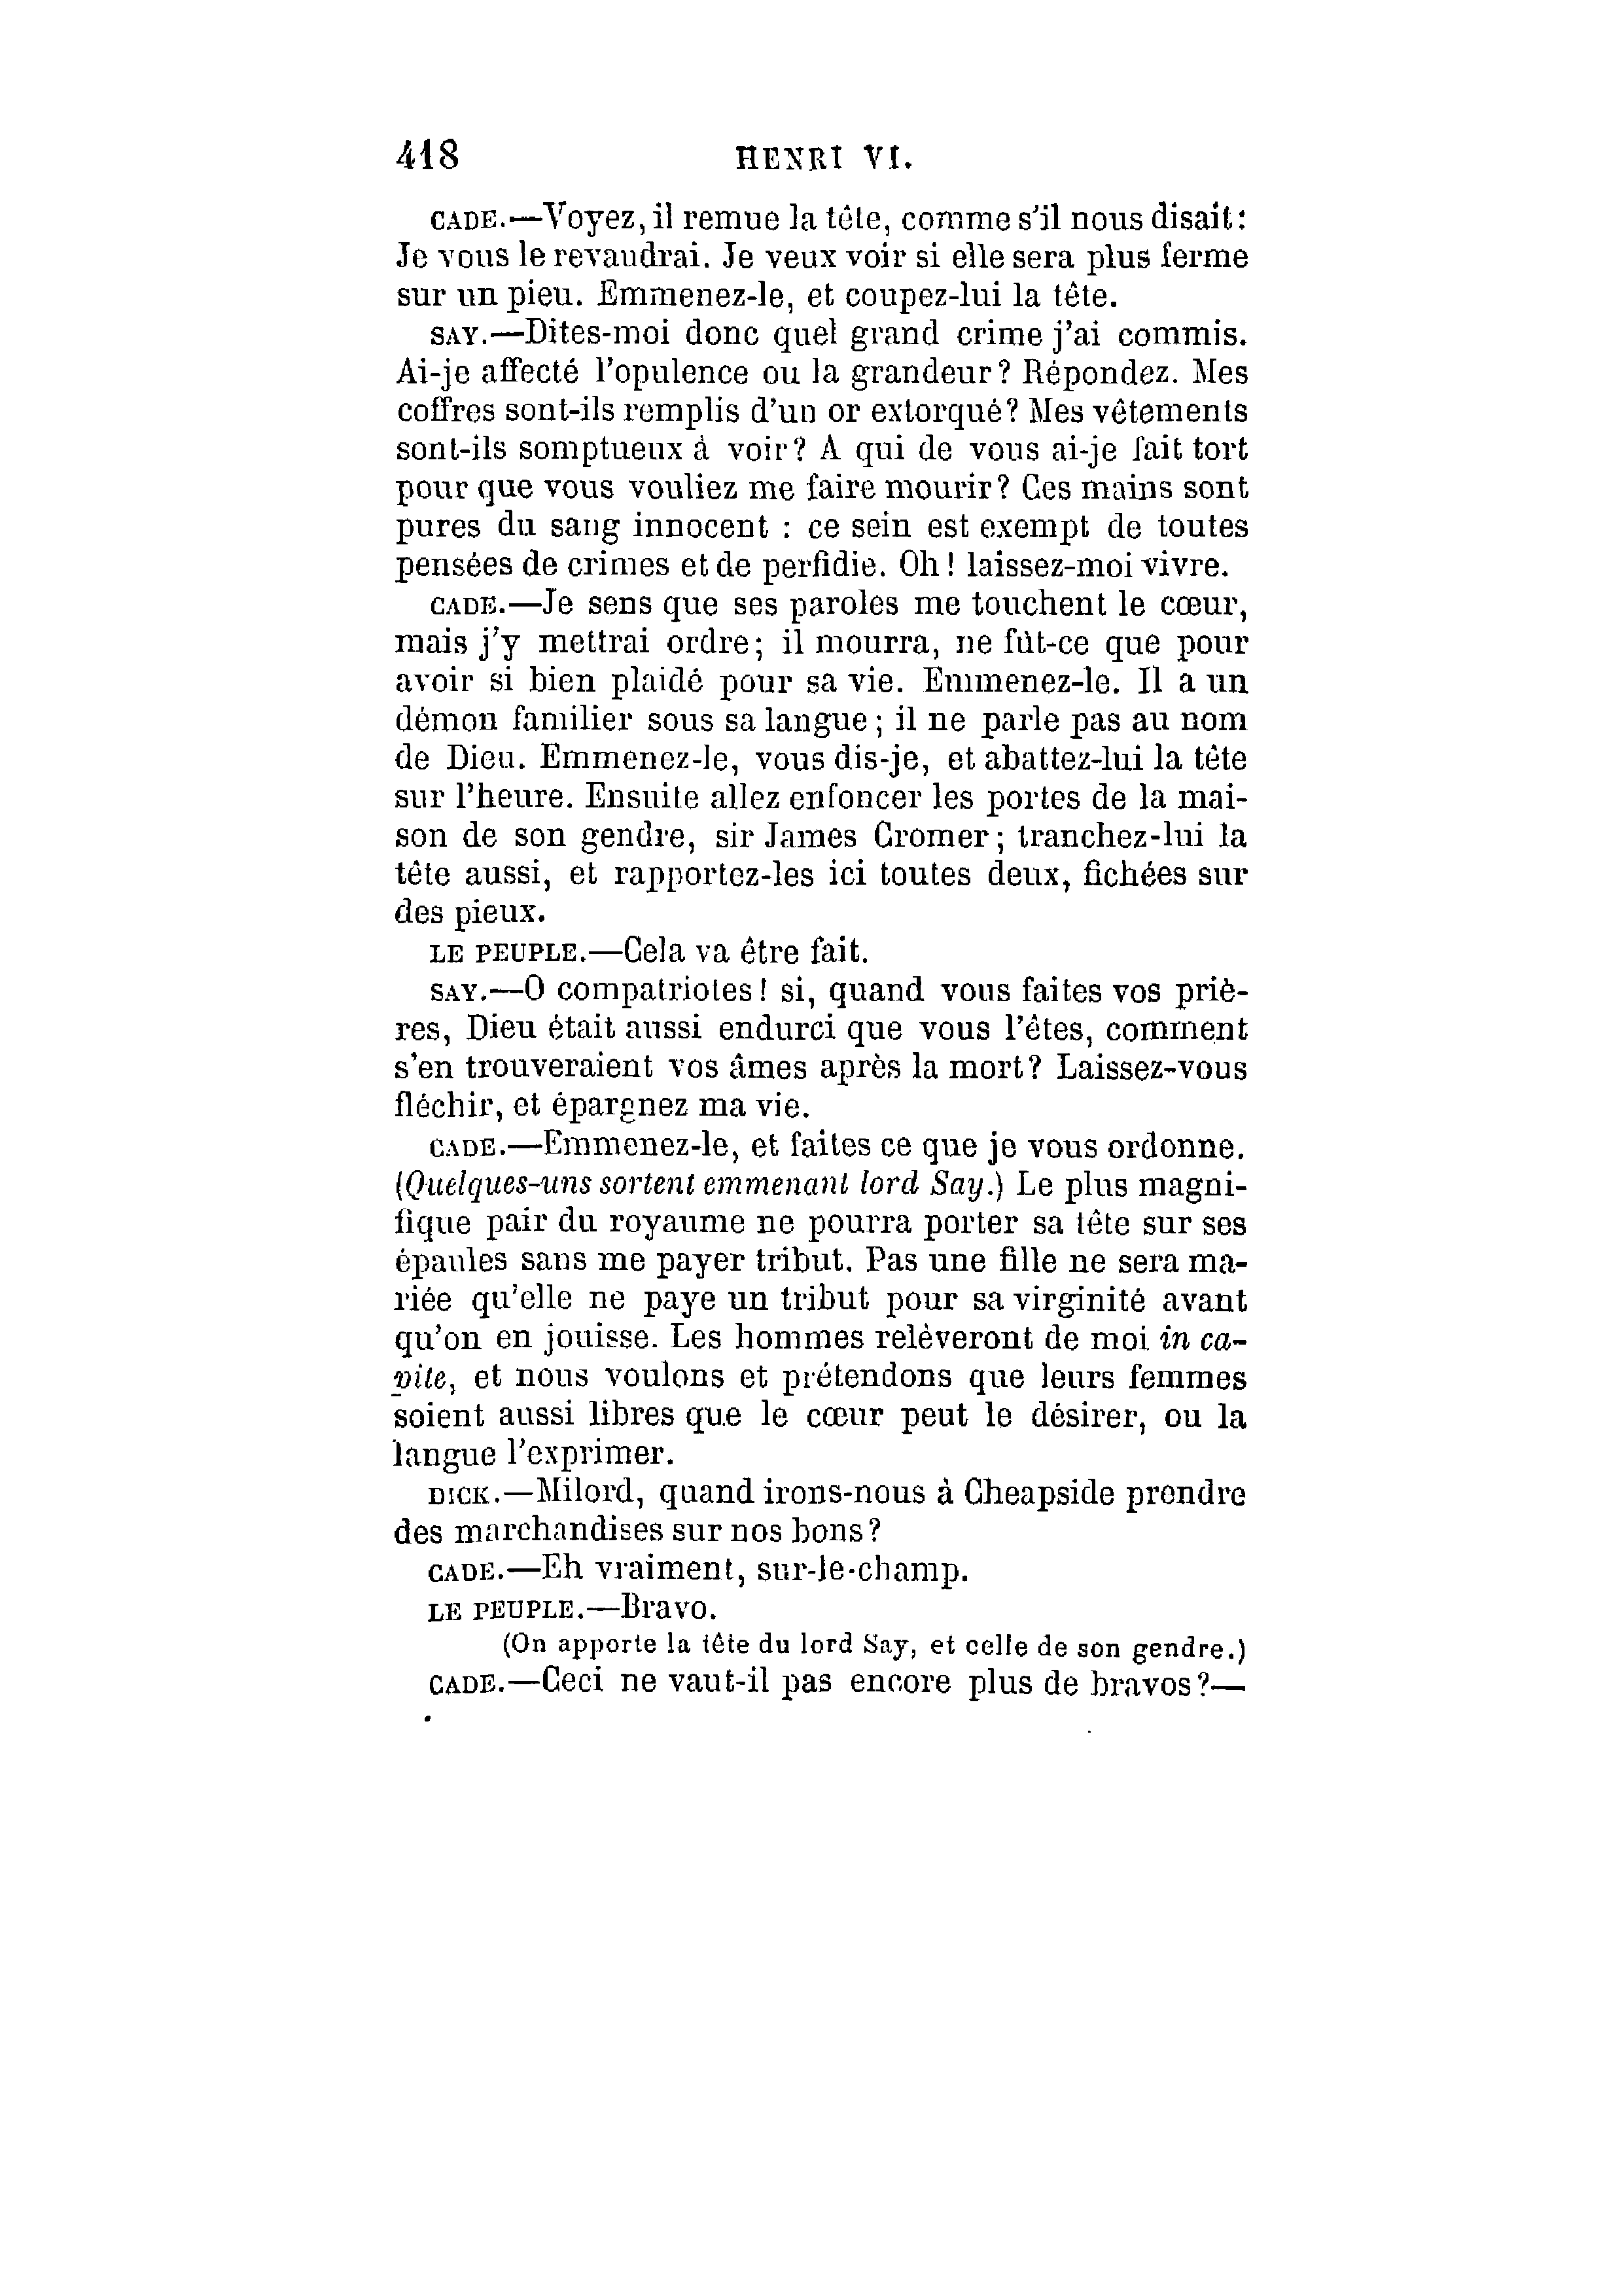 418 HENRI VI.
CADE.—Voyez, il remue la tête, comme s'il nous disait:
Je vous le revaudrai. Je veux voir si elle sera plus ferme
sur un pieu. Emmenez-le, et coupez-lui la tête.
SAY.—Dites-moi donc quel grand crime j'ai commis.
Ai-je affecté l'opulence ou la grandeur? Répondez. Mes
coffres sont-ils remplis d'un or extorqué? Mes vêtements
sont-ils somptueux à voir? A qui de vous ai-je fait tort
pour que vous vouliez me faire mourir? Ces mains sont
pures du sang innocent : ce sein est exempt de toutes
pensées de crimes et de perfidie. Oh! laissez-moi vivre.
CADE.—Je sens que ses paroles me touchent le cœur,
mais j'y mettrai ordre; il mourra, ne fût-ce que pour
avoir si bien plaidé pour sa vie. Emmenez-le. Il a un
démon familier sous sa langue; il ne parle pas au nom
de Dieu. Emmenez-le, vous dis-je, et abattez-lui la tête
sur l'heure. Ensuite allez enfoncer les portes de la mai-
son de son gendre, sir James Cromer; tranchez-lui la
tête aussi, et rapportez-les ici toutes deux, fichées sur
des pieux.
LE PEUPLE.—Cela va être fait.
SAY.—O compatriotes! si, quand vous faites vos priè-
res, Dieu était aussi endurci que vous l'êtes, comment
s'en trouveraient vos âmes après la mort? Laissez-vous
fléchir, et épargnez ma vie.
CADE.—Emmenez-le, et faites ce que je vous ordonne.
(Quelques-uns sortent emmenant lord Say.) Le plus magni-
fique pair du royaume ne pourra porter sa tête sur ses
épaules sans me payer tribut. Pas une fille ne sera ma-
riée qu'elle ne paye un tribut pour sa virginité avant
qu'on en jouisse. Les hommes relèveront de moi in ca-
pite, et nous voulons et prétendons que leurs femmes
soient aussi libres que le cœur peut le désirer, ou la
langue l'exprimer.
DICK.—Milord, quand irons-nous à Cheapside prendre
des marchandises sur nos bons?
CADE.—Eh vraiment, sur-le-champ.
LE PEUPLE.—Bravo.
(On apporte la tête du lord Say, et celle de son gendre.)
CADE.—Ceci ne vaut-il pas encore plus de bravos?—